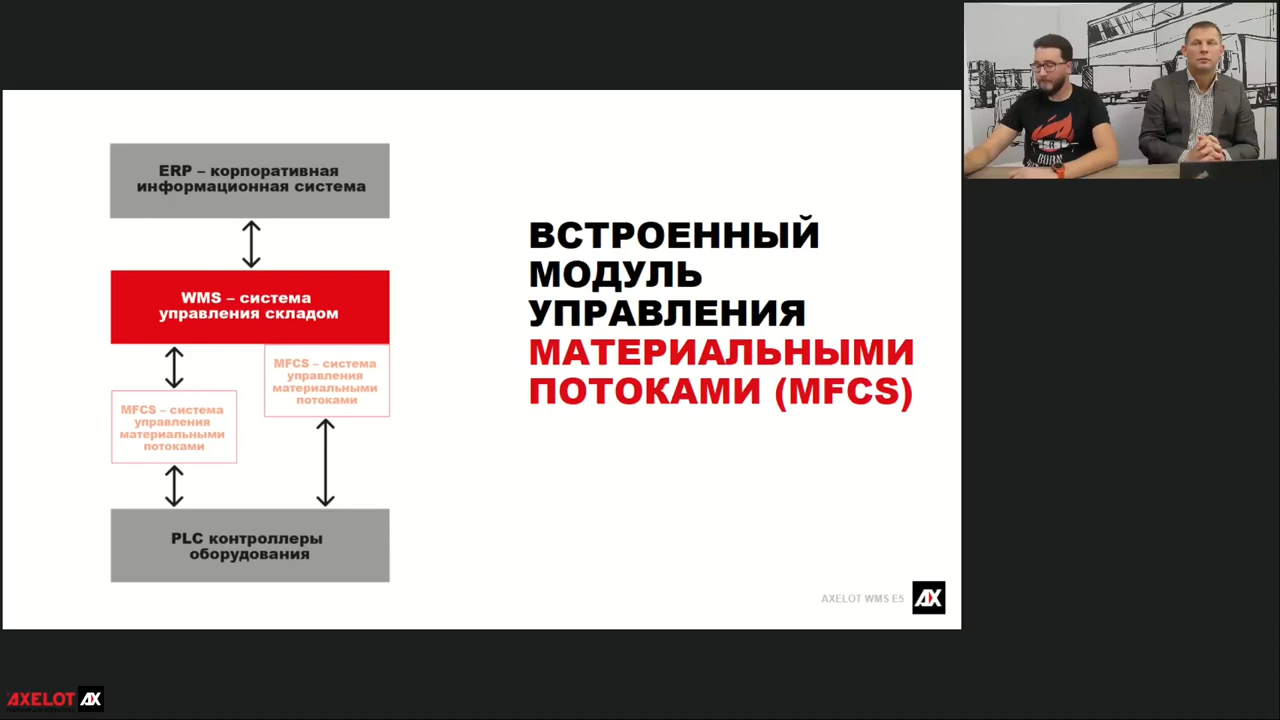 ERP – корпоративная
информационная система
WMS – система
управления складом
MFCS – система
управления
материальными
потоками
MFCS – система
управления
материальными
потоками
PLC контроллеры
оборудования
ВСТРОЕННЫЙ
МОДУЛЬ
УПРАВЛЕНИЯ
МАТЕРИАЛЬНЫМИ
ПОТОКАМИ (MFCS)
AXELOT WMS E5
AX
BURN
AXELOT AX